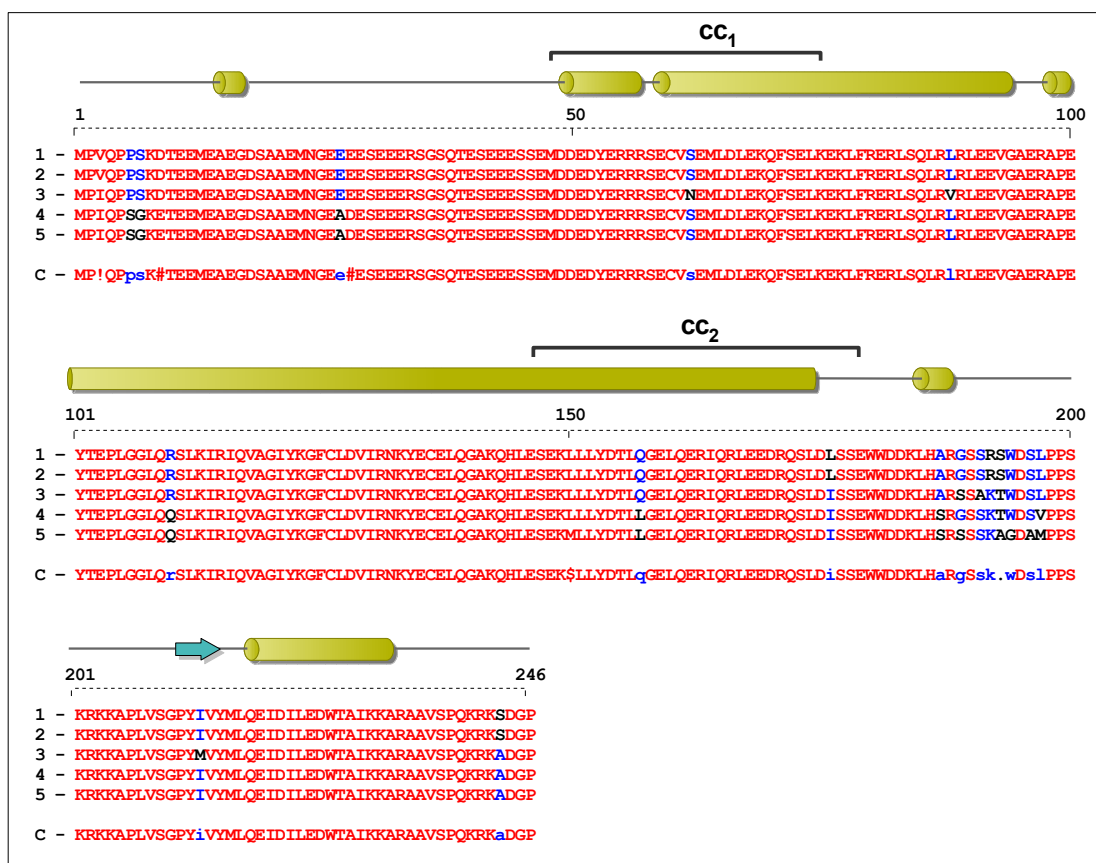 CC1
1 50 100
1 – MPVQPPSKDTEEMEAEGDSAAEMNGEEEESEEERSGSQTESEEESSEMDDEDYERRRSECVSEMLDLEKQFSELKEKLFRERLSQLRLRLEEVGAERAPE
2 – MPVQPPSKDTEEMEAEGDSAAEMNGEEEESEEERSGSQTESEEESSEMDDEDYERRRSECVSEMLDLEKQFSELKEKLFRERLSQLRLRLEEVGAERAPE
3 – MPIQPPSKDTEEMEAEGDSAAEMNGEEEESEEERSGSQTESEEESSEMDDEDYERRRSECVNEMLDLEKQFSELKEKLFRERLSQLRVRLEEVGAERAPE
4 – MPIQPSGKETEEMEAEGDSAAEMNGEADESEEERSGSQTESEEESSEMDDEDYERRRSECVSEMLDLEKQFSELKEKLFRERLSQLRLRLEEVGAERAPE
5 – MPIQPSGKETEEMEAEGDSAAEMNGEADESEEERSGSQTESEEESSEMDDEDYERRRSECVSEMLDLEKQFSELKEKLFRERLSQLRLRLEEVGAERAPE
C – MP!QPpsK#TEEMEAEGDSAAEMNGEe#ESEEERSGSQTESEEESSEMDDEDYERRRSECVsEMLDLEKQFSELKEKLFRERLSQLRlRLEEVGAERAPE
CC2
101 150 200
1 – YTEPLGGLQRSLKIRIQVAGIYKGFCLDVIRNKYECELQGAKQHLESEKLLLYDTLQGELQERIQRLEEDRQSLDLSSEWWDDKLHARGSSRSWDSLPPS
2 – YTEPLGGLQRSLKIRIQVAGIYKGFCLDVIRNKYECELQGAKQHLESEKLLLYDTLQGELQERIQRLEEDRQSLDLSSEWWDDKLHARGSSRSWDSLPPS
3 – YTEPLGGLQRSLKIRIQVAGIYKGFCLDVIRNKYECELQGAKQHLESEKLLLYDTLQGELQERIQRLEEDRQSLDISSEWWDDKLHARSSAKTWDSLPPS
4 – YTEPLGGLQQSLKIRIQVAGIYKGFCLDVIRNKYECELQGAKQHLESEKLLLYDTLLGELQERIQRLEEDRQSLDISSEWWDDKLHSRGSSKTWDSVPPS
5 – YTEPLGGLQQSLKIRIQVAGIYKGFCLDVIRNKYECELQGAKQHLESEKMLLYDTLLGELQERIQRLEEDRQSLDISSEWWDDKLHSRSSSKAGDAMPPS
C – YTEPLGGLQrSLKIRIQVAGIYKGFCLDVIRNKYECELQGAKQHLESEK$LLYDTLqGELQERIQRLEEDRQSLDiSSEWWDDKLHaRgSsk.wDslPPS
201 246
1 – KRKKAPLVSGPYIVYMLQEIDILEDWTAIKKARAAVSPQKRKSDGP
2 – KRKKAPLVSGPYIVYMLQEIDILEDWTAIKKARAAVSPQKRKSDGP
3 – KRKKAPLVSGPYMVYMLQEIDILEDWTAIKKARAAVSPQKRKADGP
4 – KRKKAPLVSGPYIVYMLQEIDILEDWTAIKKARAAVSPQKRKADGP
5 – KRKKAPLVSGPYIVYMLQEIDILEDWTAIKKARAAVSPQKRKADGP
C – KRKKAPLVSGPYiVYMLQEIDILEDWTAIKKARAAVSPQKRKaDGP